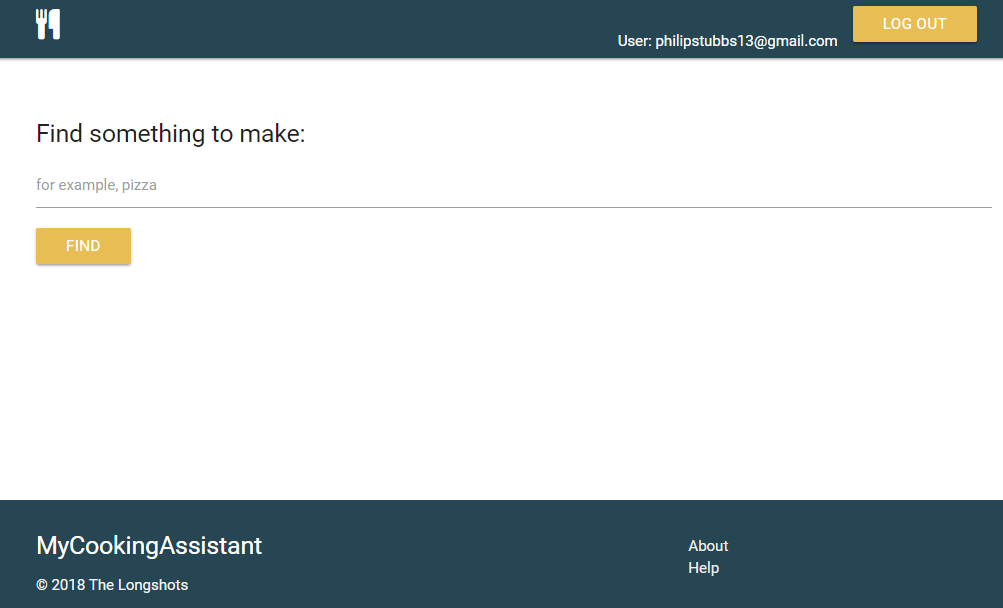 User: philipstubbs13@gmail.com
LOG OUT
Find something to make:
for example, pizza
FIND
MyCookingAssistant
© 2018 The Longshots
About
Help